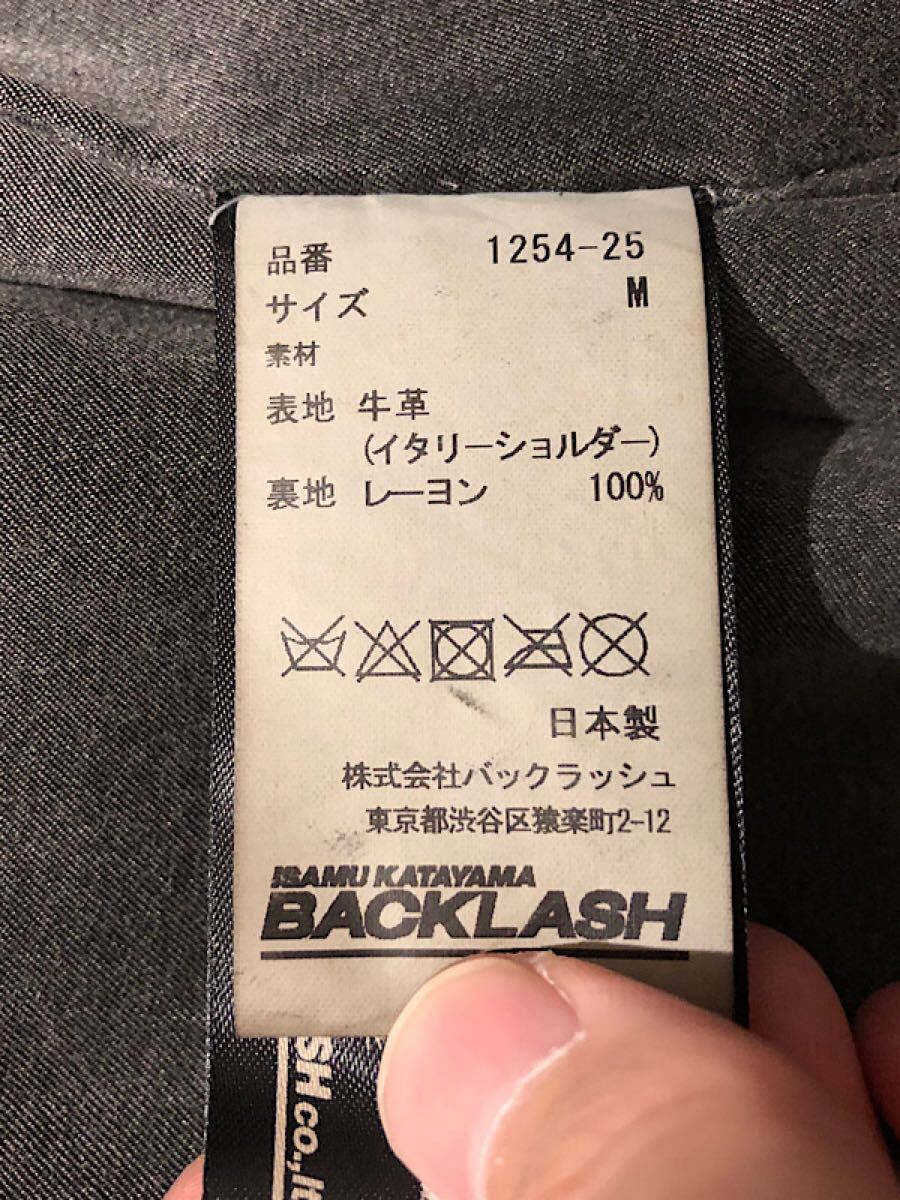 品番 1254-25
サイズ M
素材
表地 牛革
(イタリーショルダー)
裏地 レーヨン 100%
日本製
株式会社バックラッシュ
東京都渋谷区猿楽町2-12
ISAMU KATAYAMA
BACKLASH
SH co.,lt